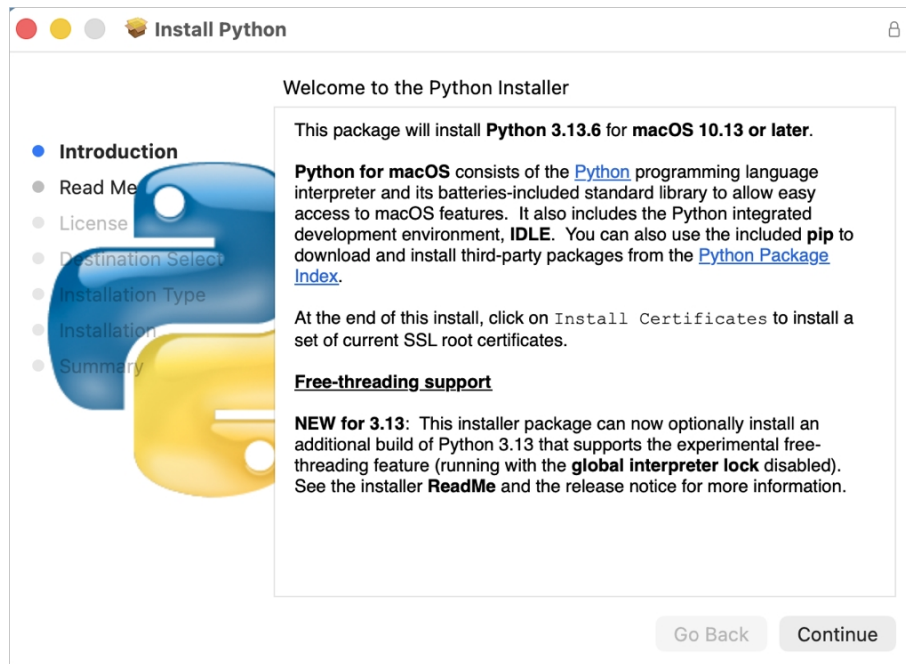 Install Python
Welcome to the Python Installer
Introduction
Read Me
License
Destination Select
Installation Type
Installation
Summary
This package will install Python 3.13.6 for macOS 10.13 or later.
Python for macOS consists of the Python programming language
interpreter and its batteries-included standard library to allow easy
access to macOS features.  It also includes the Python integrated
development environment, IDLE.  You can also use the included pip to
download and install third-party packages from the Python Package
Index.
At the end of this install, click on Install Certificates to install a
set of current SSL root certificates.
Free-threading support
NEW for 3.13:  This installer package can now optionally install an
additional build of Python 3.13 that supports the experimental free-
threading feature (running with the global interpreter lock disabled).
See the installer ReadMe and the release notice for more information.
Go Back
Continue